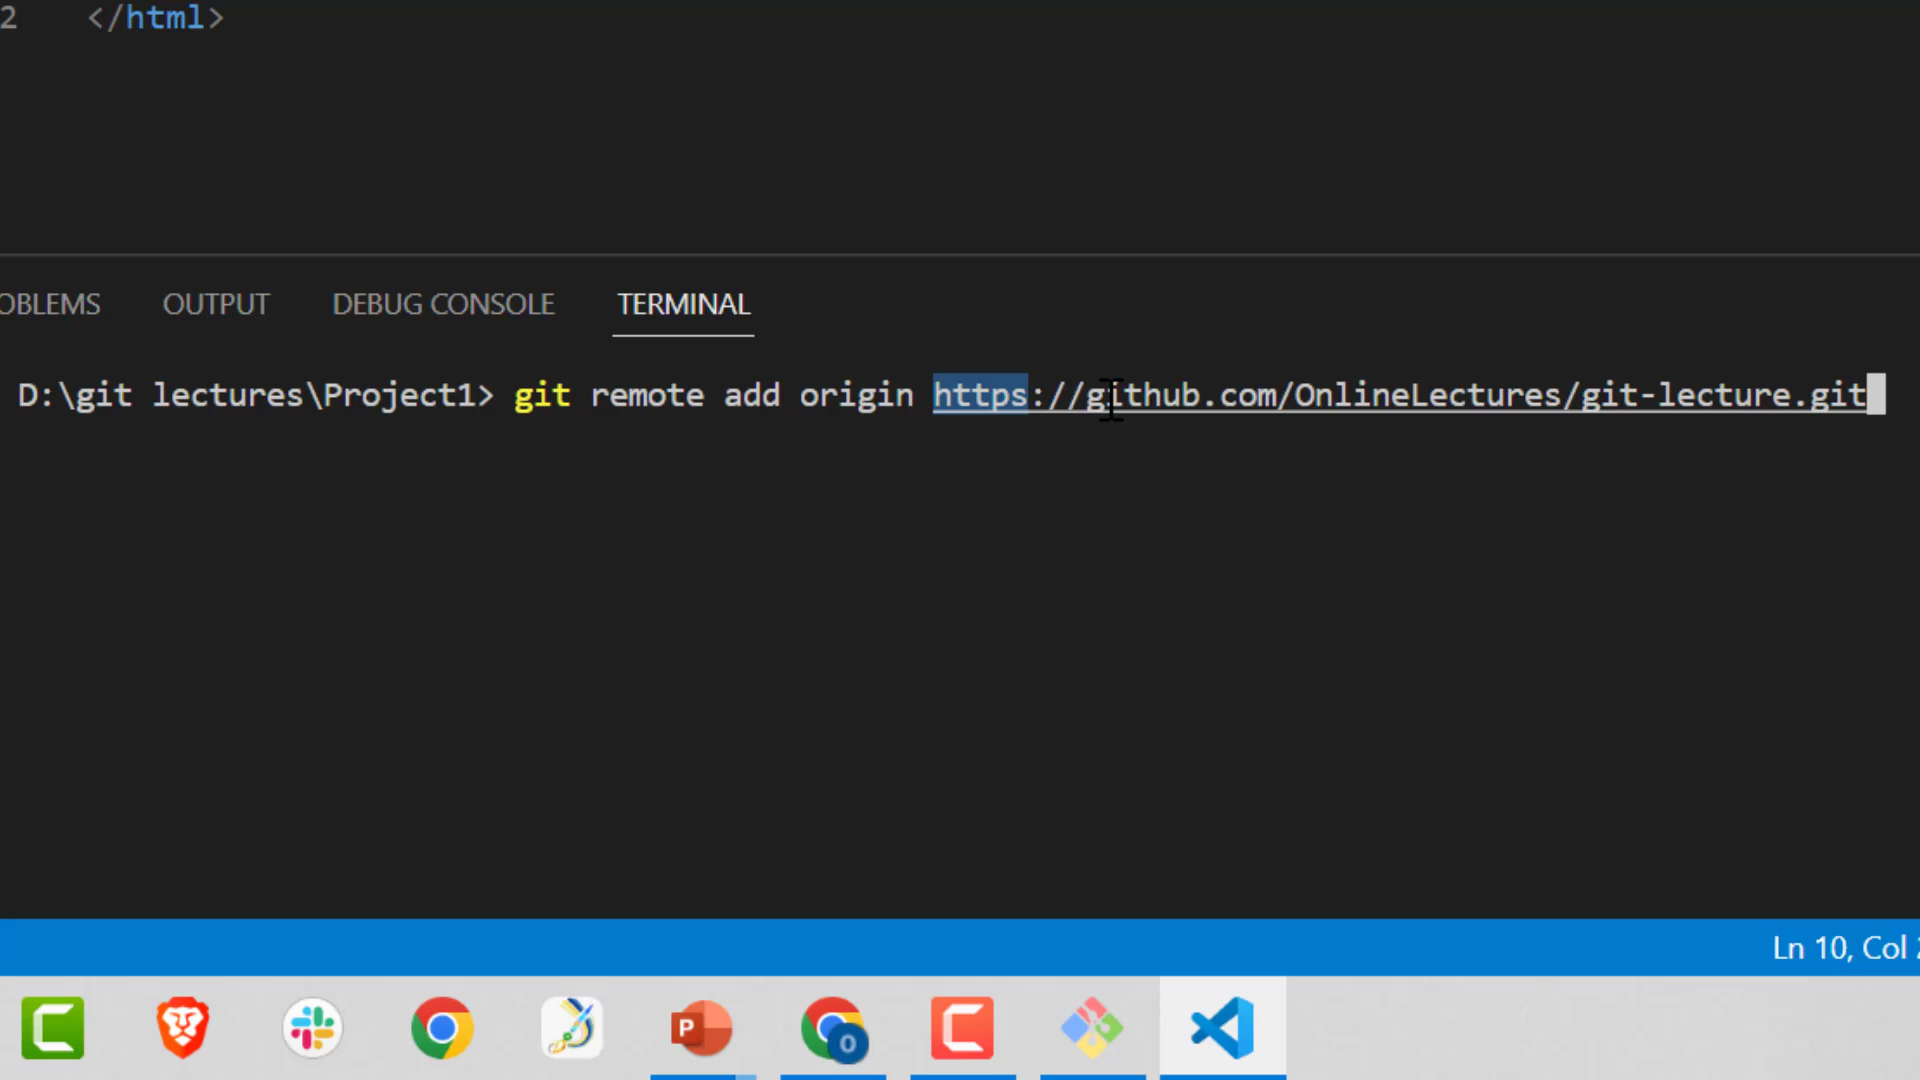 2 </html>
OBLEMS OUTPUT DEBUG CONSOLE TERMINAL
D:\git lectures\Project1> git remote add origin https://github.com/OnlineLectures/git-lecture.git
Ln 10, Col 2
P O